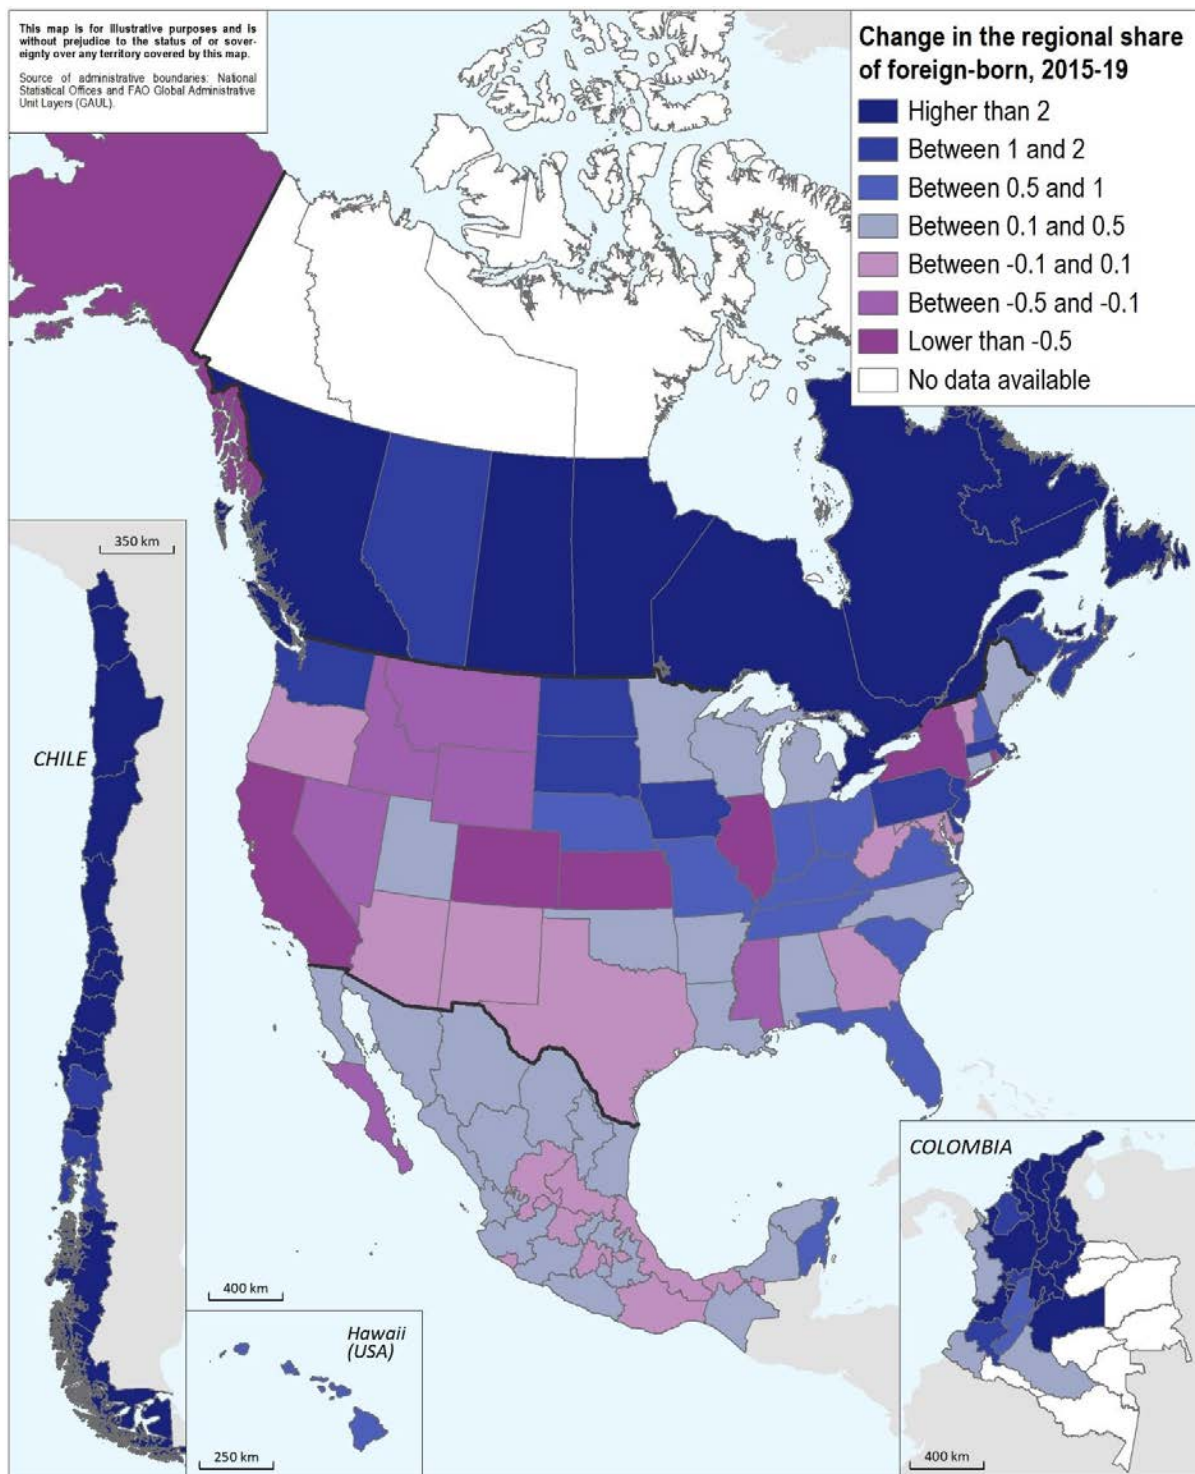 This map is for illustrative purposes and is
without prejudice to the status of or sover-
eignty over any territory covered by this map.
Source of administrative boundaries: National
Statistical Offices and FAO Global Administrative
Unit Layers (GAUL).
Change in the regional share
of foreign-born, 2015-19
Higher than 2
Between 1 and 2
Between 0.5 and 1
Between 0.1 and 0.5
Between -0.1 and 0.1
Between -0.5 and -0.1
Lower than -0.5
No data available
350 km
CHILE
COLOMBIA
400 km
Hawaii
(USA)
250 km
400 km